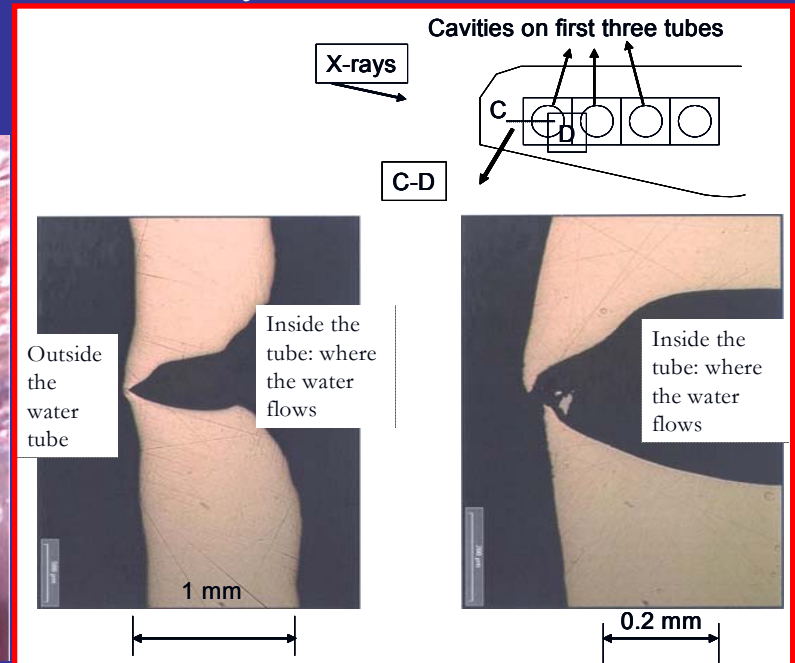 Cavities on first three tubes
X-rays
C
D
C-D
Outside
the
water
tube
Inside the
tube: where
the water
flows
Inside the
tube: where
the water
flows
1 mm
0.2 mm